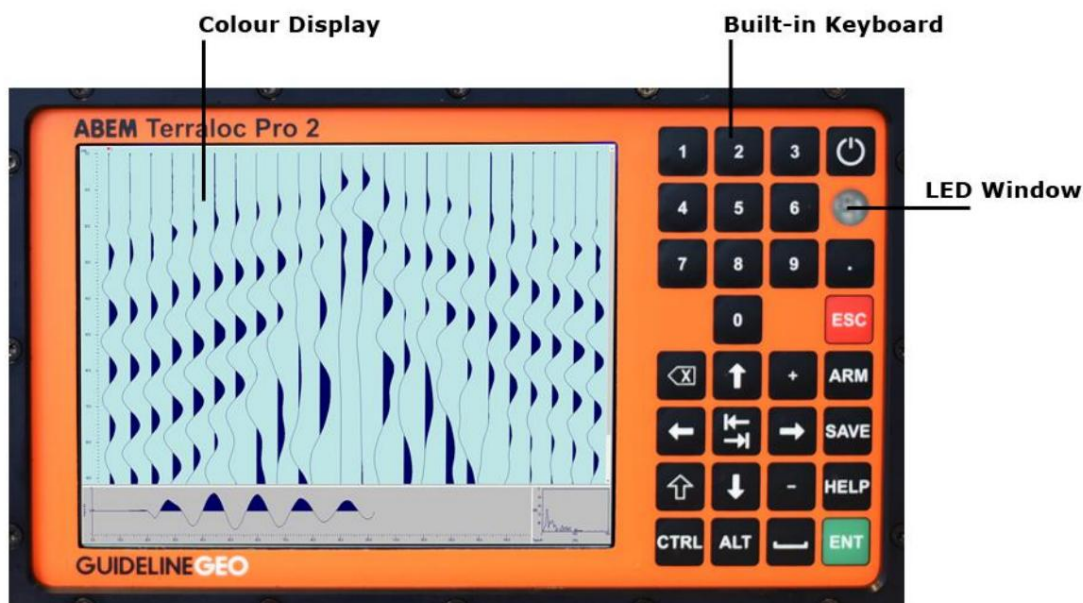 Colour Display
Built-in Keyboard
ABEM Terraloc Pro 2
1 2 3
LED Window
4 5 6
7 8 9 .
0 ESC
X + ARM
SAVE
- HELP
CTRL ALT ENT
GUIDELINEGEO